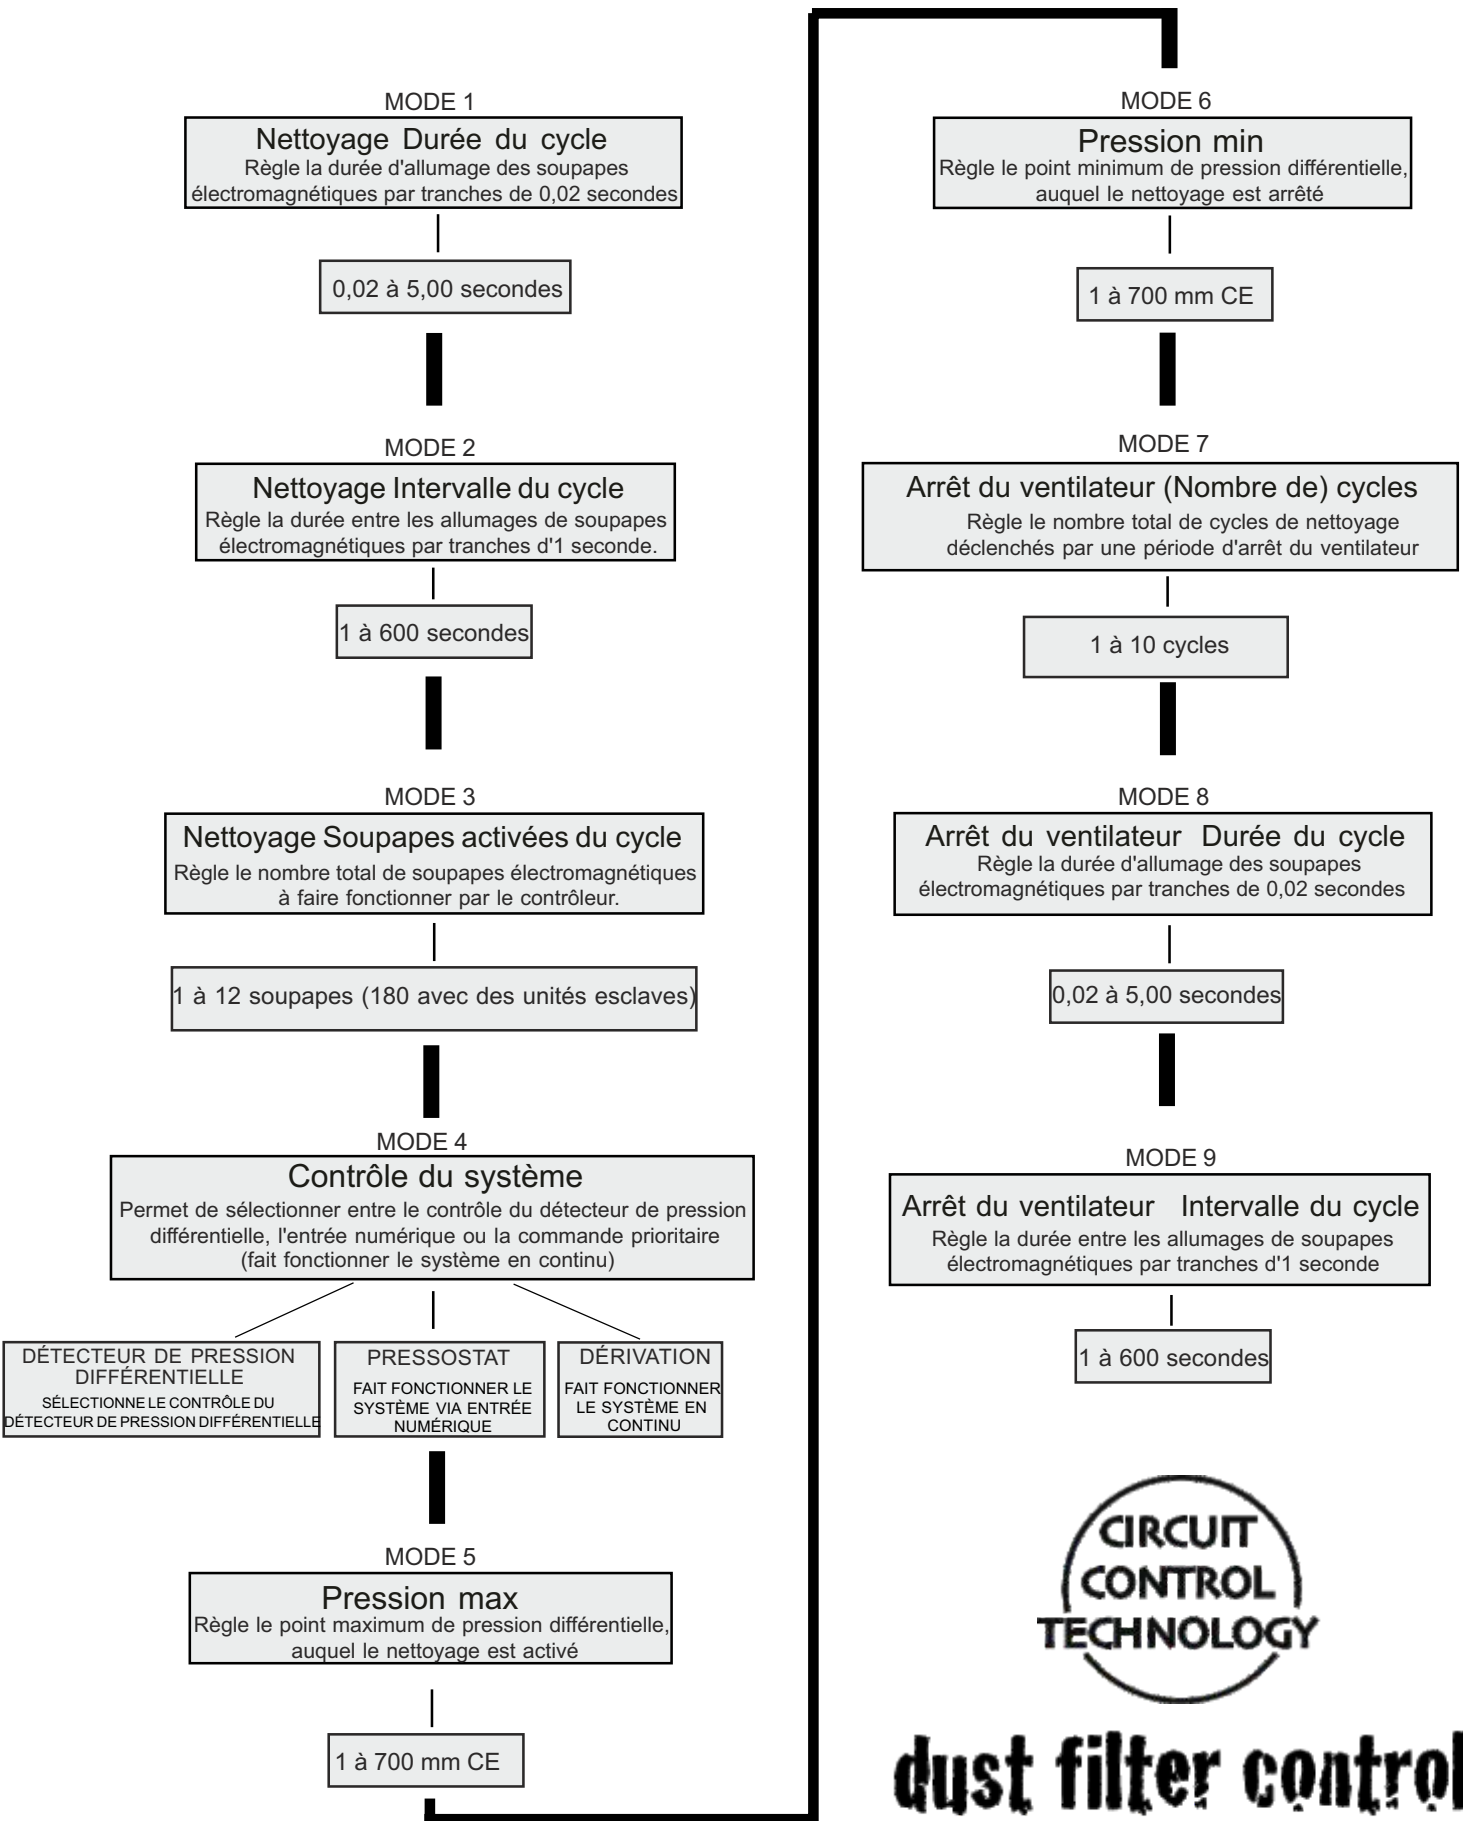 MODE 1
Nettoyage Durée du cycle
Règle la durée d'allumage des soupapes
électromagnétiques par tranches de 0,02 secondes
0,02 à 5,00 secondes
MODE 2
Nettoyage Intervalle du cycle
Règle la durée entre les allumages de soupapes
électromagnétiques par tranches d'1 seconde.
1 à 600 secondes
MODE 3
Nettoyage Soupapes activées du cycle
Règle le nombre total de soupapes électromagnétiques
à faire fonctionner par le contrôleur.
1 à 12 soupapes (180 avec des unités esclaves)
MODE 4
Contrôle du système
Permet de sélectionner entre le contrôle du détecteur de pression
différentielle, l'entrée numérique ou la commande prioritaire
(fait fonctionner le système en continu)
DÉTECTEUR DE PRESSION
DIFFÉRENTIELLE
SÉLECTIONNE LE CONTRÔLE DU
DÉTECTEUR DE PRESSION DIFFÉRENTIELLE
PRESSOSTAT
FAIT FONCTIONNER LE
SYSTÈME VIA ENTRÉE
NUMÉRIQUE
DÉRIVATION
FAIT FONCTIONNER
LE SYSTÈME EN
CONTINU
MODE 5
Pression max
Règle le point maximum de pression différentielle,
auquel le nettoyage est activé
1 à 700 mm CE
MODE 6
Pression min
Règle le point minimum de pression différentielle,
auquel le nettoyage est arrêté
1 à 700 mm CE
MODE 7
Arrêt du ventilateur (Nombre de) cycles
Règle le nombre total de cycles de nettoyage
déclenchés par une période d'arrêt du ventilateur
1 à 10 cycles
MODE 8
Arrêt du ventilateur Durée du cycle
Règle la durée d'allumage des soupapes
électromagnétiques par tranches de 0,02 secondes
0,02 à 5,00 secondes
MODE 9
Arrêt du ventilateur Intervalle du cycle
Règle la durée entre les allumages de soupapes
électromagnétiques par tranches d'1 seconde
1 à 600 secondes
CIRCUIT
CONTROL
TECHNOLOGY
dust filter control